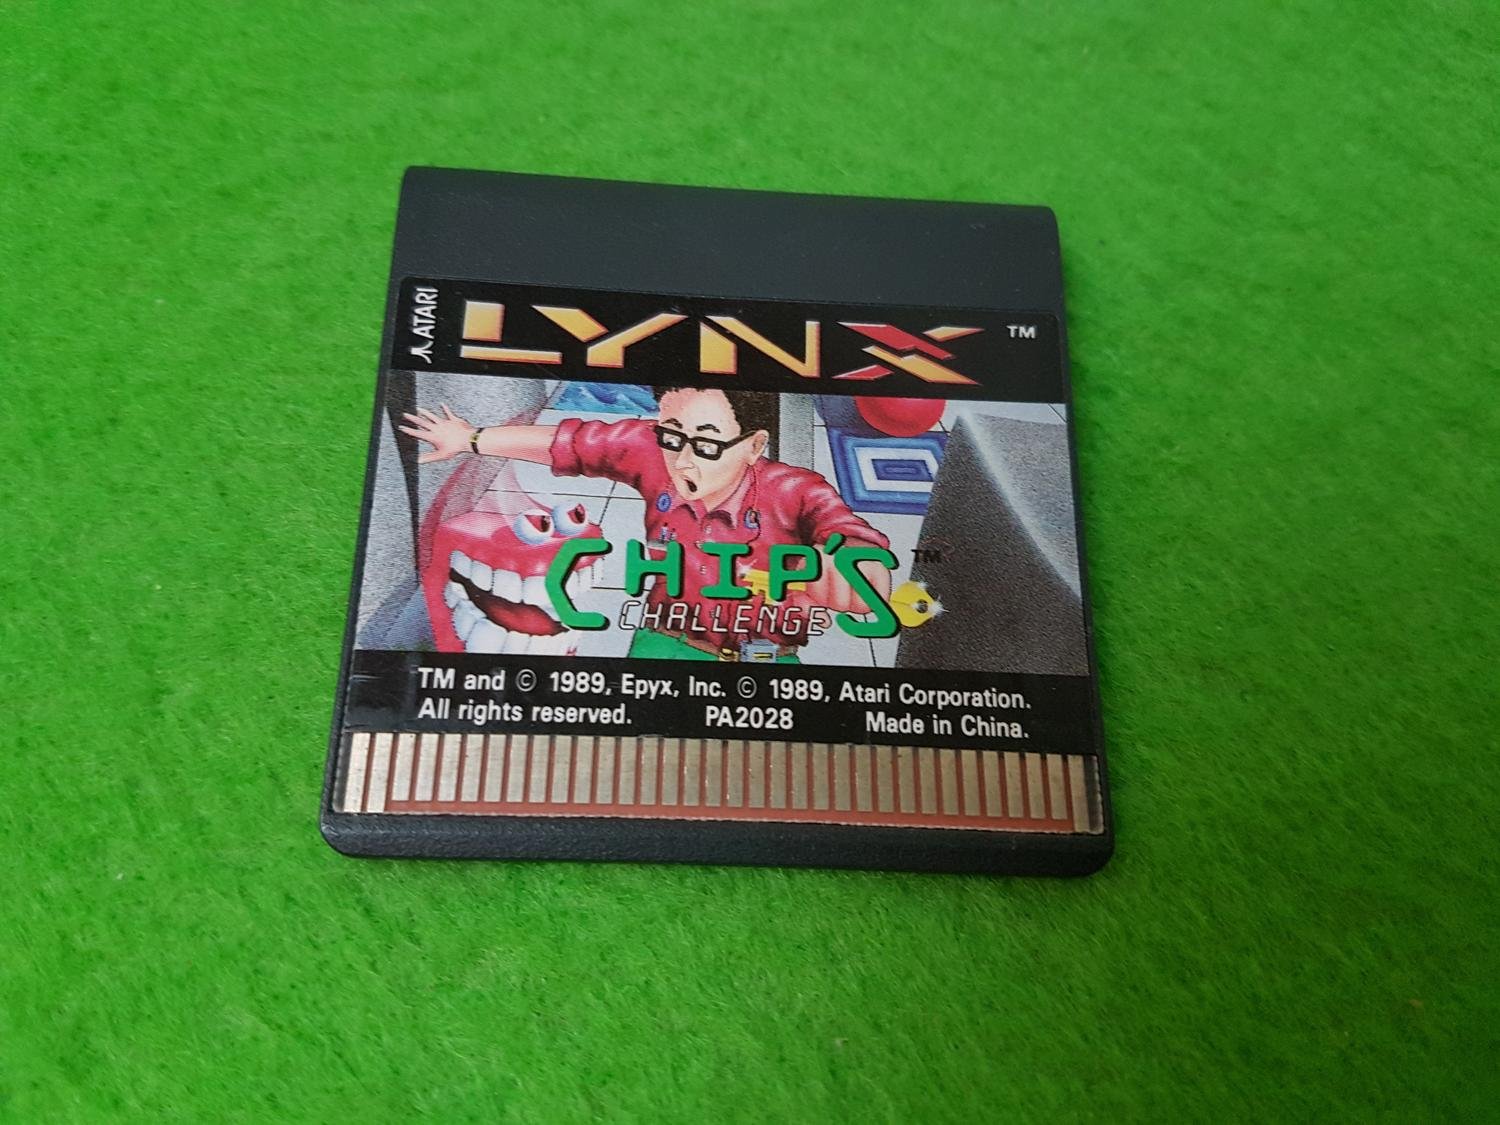 ATARI
LYNX TM
CHIP'S TM
CHALLENGE
TM and © 1989, Epyx, Inc. © 1989, Atari Corporation.
All rights reserved. PA2028 Made in China.